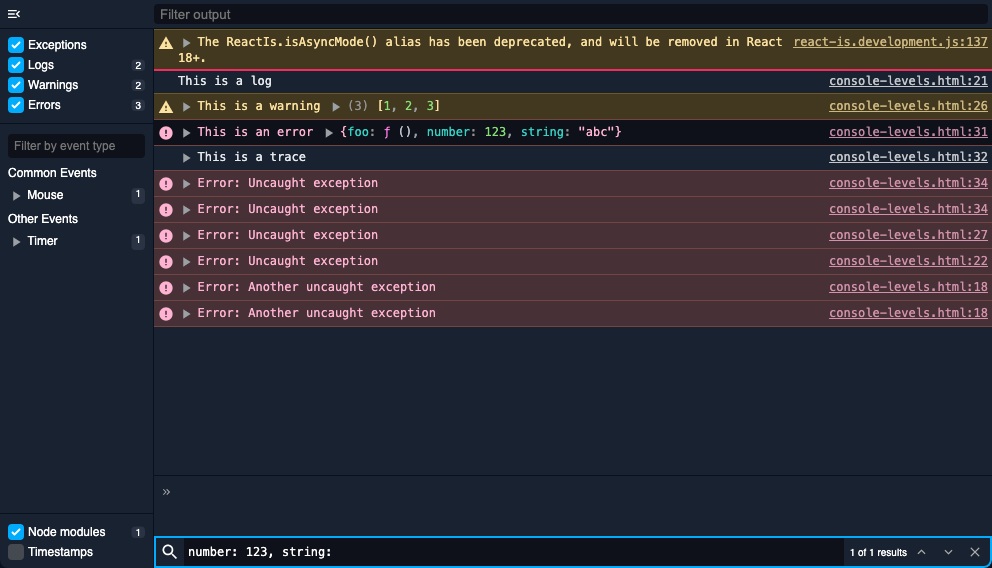 Filter output
Exceptions
Logs 2
Warnings 2
Errors 3
Filter by event type
Common Events
Mouse 1
Other Events
Timer 1
Node modules 1
Timestamps
The ReactIs.isAsyncMode() alias has been deprecated, and will be removed in React react-is.development.js:137
18+.
This is a log console-levels.html:21
This is a warning (3) [1, 2, 3] console-levels.html:26
This is an error {foo: ƒ (), number: 123, string: "abc"} console-levels.html:31
This is a trace console-levels.html:32
Error: Uncaught exception console-levels.html:34
Error: Uncaught exception console-levels.html:34
Error: Uncaught exception console-levels.html:27
Error: Uncaught exception console-levels.html:22
Error: Another uncaught exception console-levels.html:18
Error: Another uncaught exception console-levels.html:18
»
number: 123, string: 1 of 1 results